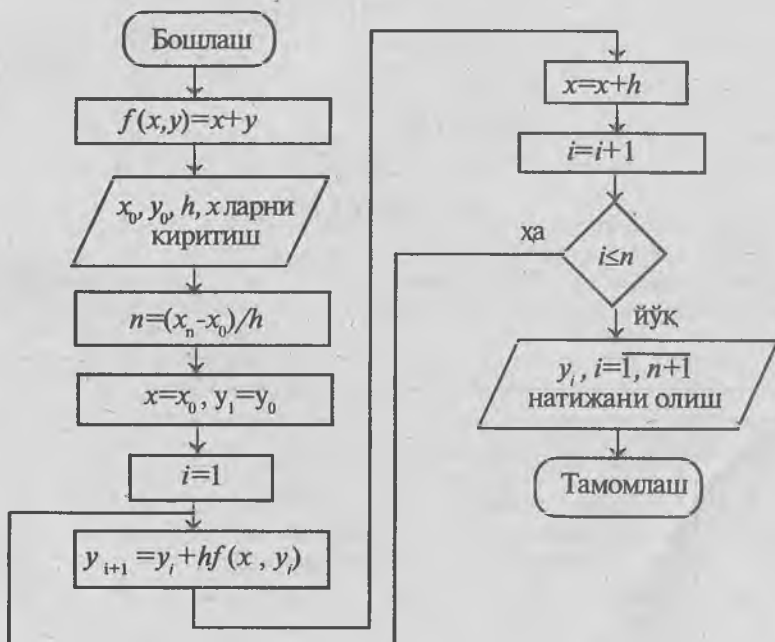 Бошлаш
f(x,y)=x+y
x₀, y₀, h, x ларни
киритиш
n=(xₙ-x₀)/h
x=x₀, y₁=y₀
i=1
y i+1 =yᵢ+hf(x, yᵢ)
x=x+h
i=i+1
i≤n
ҳа
йўқ
yᵢ, i=1, n+1
натижани олиш
Тамомлаш